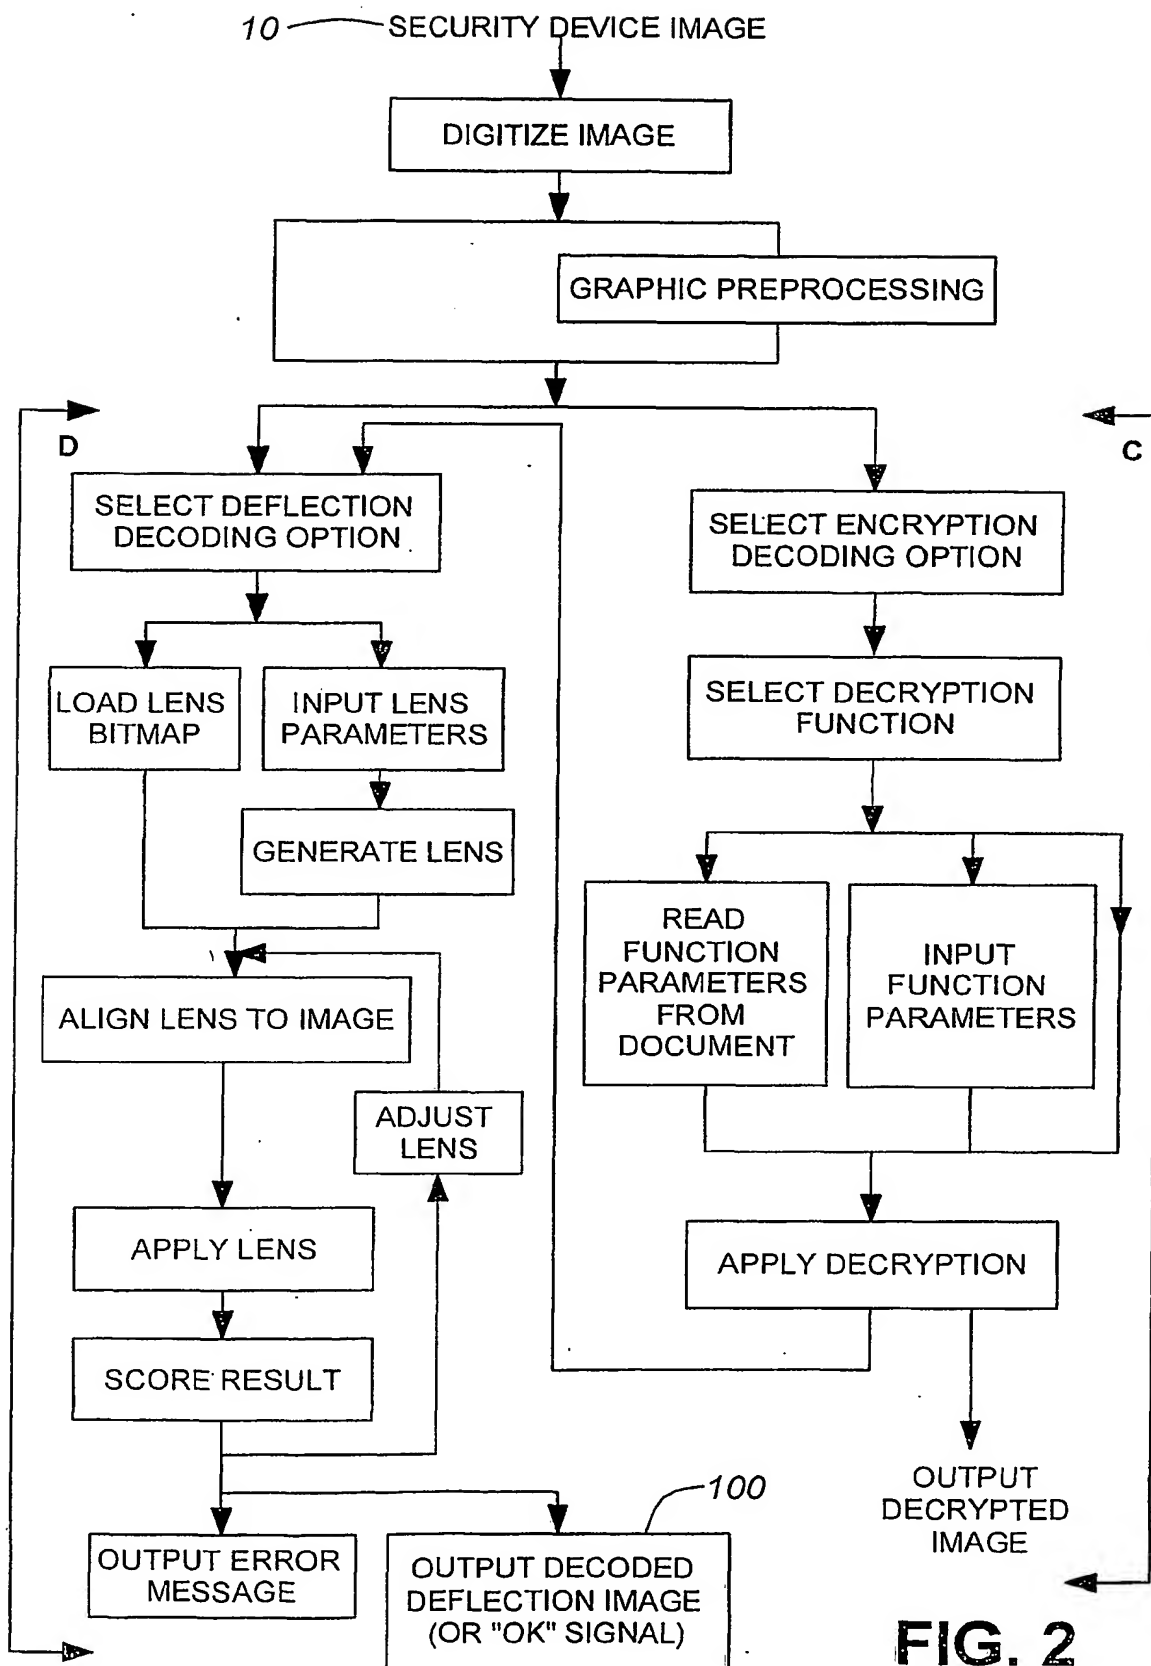 10 SECURITY DEVICE IMAGE
DIGITIZE IMAGE
GRAPHIC PREPROCESSING
D
C
SELECT DEFLECTION
DECODING OPTION
SELECT ENCRYPTION
DECODING OPTION
LOAD LENS
BITMAP
INPUT LENS
PARAMETERS
SELECT DECRYPTION
FUNCTION
GENERATE LENS
READ
FUNCTION
PARAMETERS
FROM
DOCUMENT
INPUT
FUNCTION
PARAMETERS
ALIGN LENS TO IMAGE
ADJUST
LENS
APPLY LENS
APPLY DECRYPTION
SCORE RESULT
OUTPUT
DECRYPTED
IMAGE
100
OUTPUT ERROR
MESSAGE
OUTPUT DECODED
DEFLECTION IMAGE
(OR "OK" SIGNAL)
FIG. 2